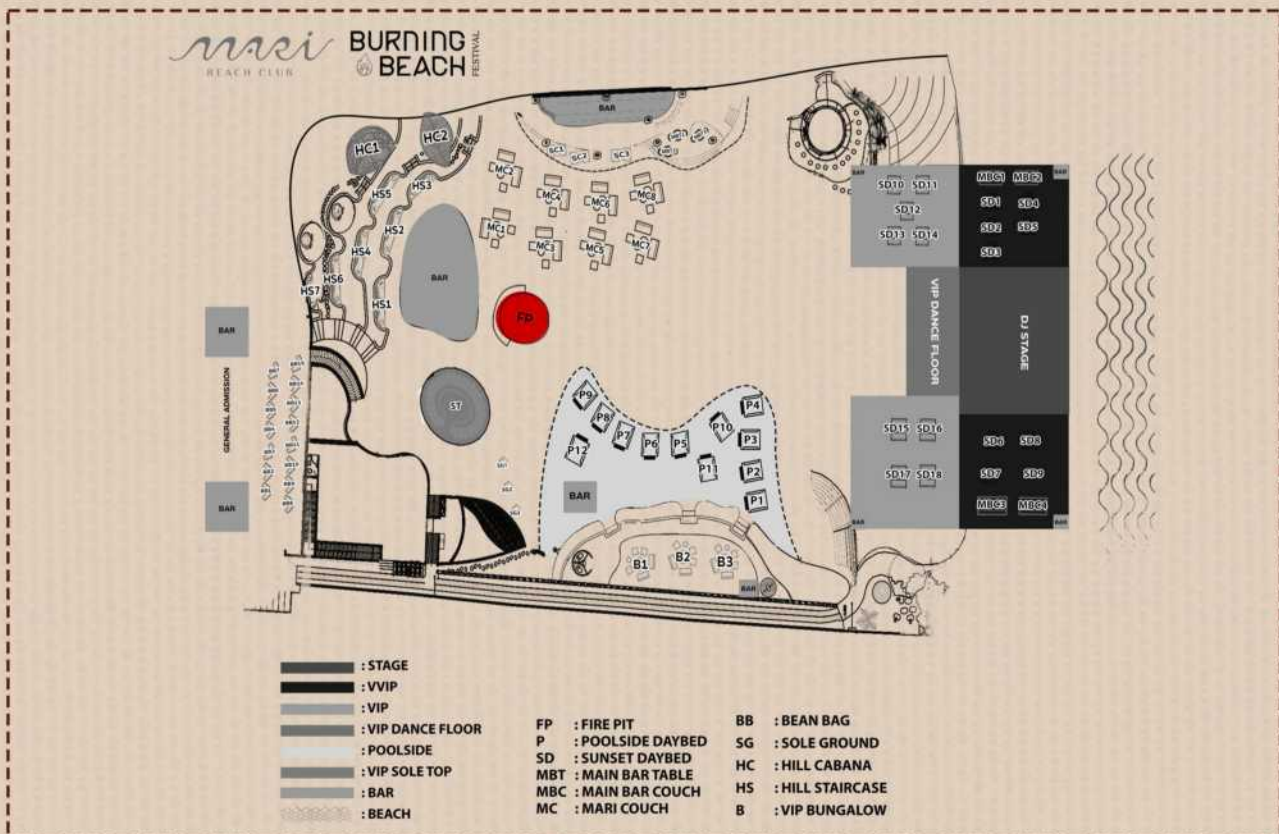 mari
BEACH CLUB
BURNING
BEACH
FESTIVAL
BAR
HC1
HC2
SC1
SC2
SC3
HS5
HS3
MC2
MC4
MC6
MC8
HS2
HS4
MC1
MC3
MC5
MC7
HS6
HS7
HS1
BAR
FP
ST
BAR
GENERAL ADMISSION
BAR
BAR
SD10
SD11
SD12
SD13
SD14
BAR
MBC1
MBC2
SD1
SD4
SD2
SD5
SD3
VIP DANCE FLOOR
DJ STAGE
P9
P8
P7
P6
P5
P10
P4
P3
P12
P11
P2
P1
BAR
B1
B2
B3
BAR
SD15
SD16
SD17
SD18
BAR
SD6
SD8
SD7
SD9
MBC3
MBC4
BAR
: STAGE
: VVIP
: VIP
: VIP DANCE FLOOR
: POOLSIDE
: VIP SOLE TOP
: BAR
: BEACH
FP : FIRE PIT
P : POOLSIDE DAYBED
SD : SUNSET DAYBED
MBT : MAIN BAR TABLE
MBC : MAIN BAR COUCH
MC : MARI COUCH
BB : BEAN BAG
SG : SOLE GROUND
HC : HILL CABANA
HS : HILL STAIRCASE
B : VIP BUNGALOW